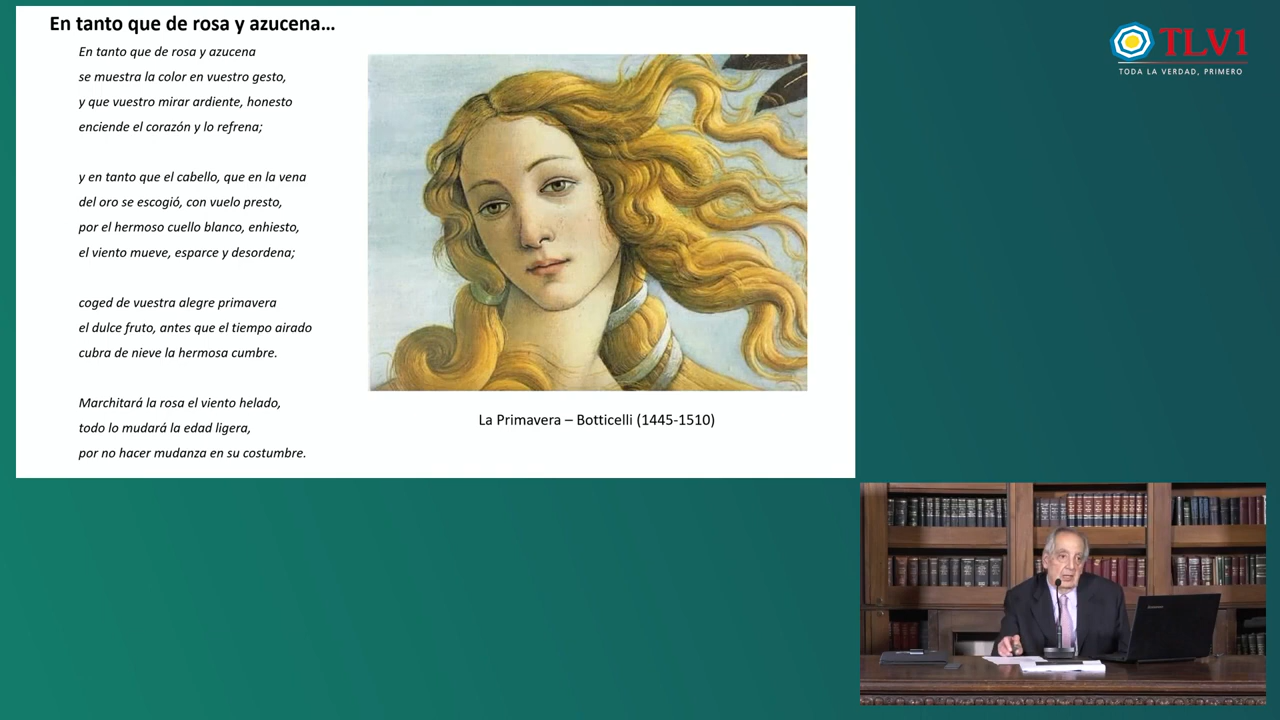 En tanto que de rosa y azucena...
En tanto que de rosa y azucena
se muestra la color en vuestro gesto,
y que vuestro mirar ardiente, honesto
enciende el corazón y lo refrena;
y en tanto que el cabello, que en la vena
del oro se escogió, con vuelo presto,
por el hermoso cuello blanco, enhiesto,
el viento mueve, esparce y desordena;
coged de vuestra alegre primavera
el dulce fruto, antes que el tiempo airado
cubra de nieve la hermosa cumbre.
Marchitará la rosa el viento helado,
todo lo mudará la edad ligera,
por no hacer mudanza en su costumbre.
La Primavera – Botticelli (1445-1510)
TLV1
TODA LA VERDAD, PRIMERO